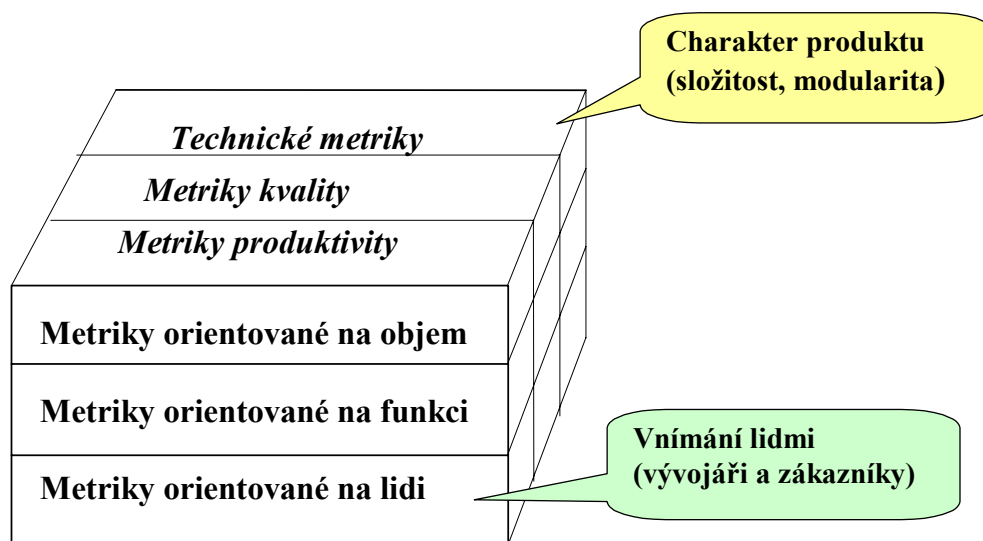 Charakter produktu
(složitost, modularita)
Technické metriky
Metriky kvality
Metriky produktivity
Metriky orientované na objem
Metriky orientované na funkci
Metriky orientované na lidi
Vnímání lidmi
(vývojáři a zákazníky)